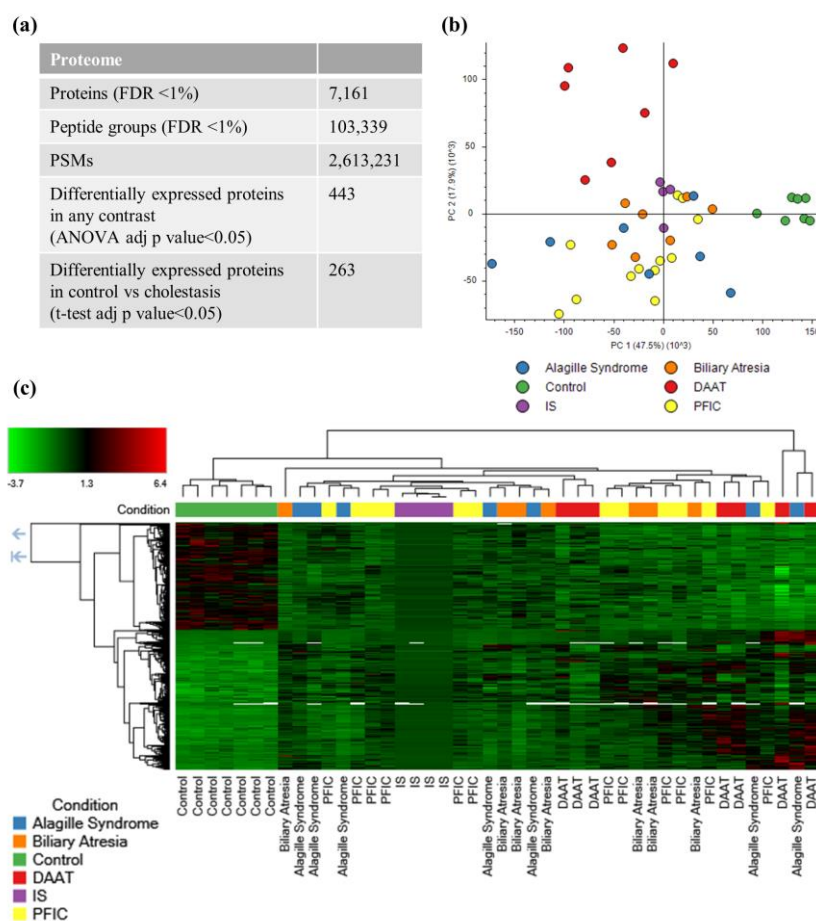 (a)
Proteome
Proteins (FDR <1%) 7,161
Peptide groups (FDR <1%) 103,339
PSMs 2,613,231
Differentially expressed proteins 443
in any contrast
(ANOVA adj p value<0.05)
Differentially expressed proteins 263
in control vs cholestasis
(t-test adj p value<0.05)
(b)
PC 2 (17.9%) (10^3)
100
50
0
-50
-150 -100 -50 0 50 100 150
PC 1 (47.5%) (10^3)
Alagille Syndrome Biliary Atresia
Control DAAT
IS PFIC
(c)
-3.7 1.3 6.4
Condition
Control
Control
Control
Control
Control
Control
Control
Biliary Atresia
Alagille Syndrome
Alagille Syndrome
PFIC
Alagille Syndrome
PFIC
PFIC
PFIC
IS
IS
IS
IS
PFIC
PFIC
Alagille Syndrome
Biliary Atresia
Biliary Atresia
Alagille Syndrome
Biliary Atresia
DAAT
DAAT
DAAT
PFIC
PFIC
Biliary Atresia
Biliary Atresia
PFIC
PFIC
Biliary Atresia
PFIC
DAAT
DAAT
Alagille Syndrome
PFIC
DAAT
Alagille Syndrome
DAAT
Condition
Alagille Syndrome
Biliary Atresia
Control
DAAT
IS
PFIC